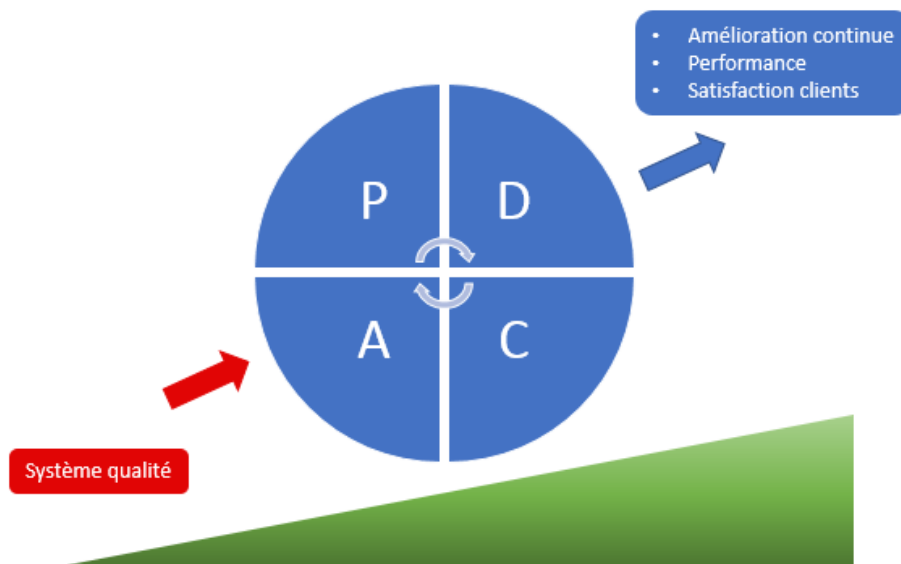 • Amélioration continue
• Performance
• Satisfaction clients
P
D
A
C
Système qualité